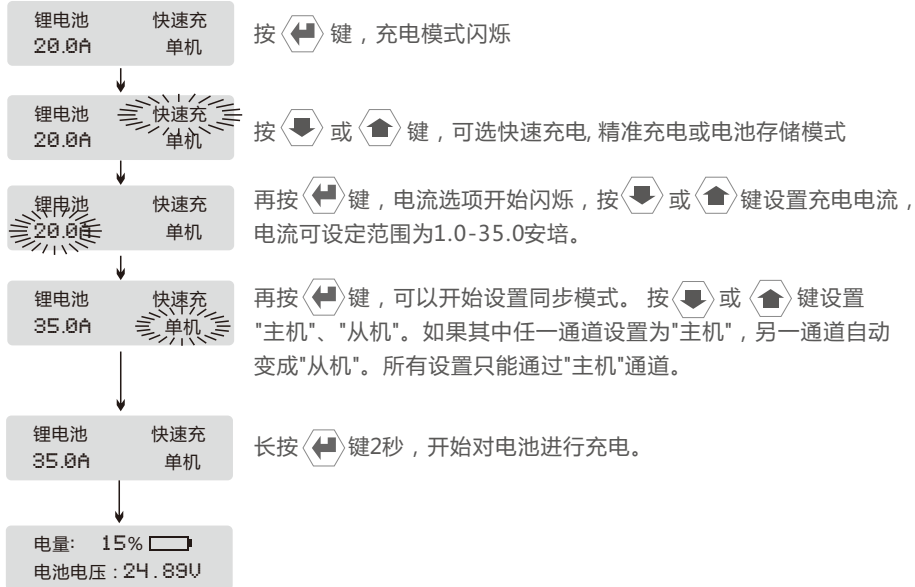 锂电池 快速充
20.0A 单机
按 键，充电模式闪烁
锂电池 快速充
20.0A 单机
按 或 键，可选快速充电, 精准充电或电池存储模式
锂电池 快速充
20.0A 单机
再按 键，电流选项开始闪烁，按 或 键设置充电电流，
电流可设定范围为1.0-35.0安培。
锂电池 快速充
35.0A 单机
再按 键，可以开始设置同步模式。 按 或 键设置
"主机"、"从机"。如果其中任一通道设置为"主机"，另一通道自动
变成"从机"。所有设置只能通过"主机"通道。
锂电池 快速充
35.0A 单机
长按 键2秒，开始对电池进行充电。
电量: 15%
电池电压：24.89V